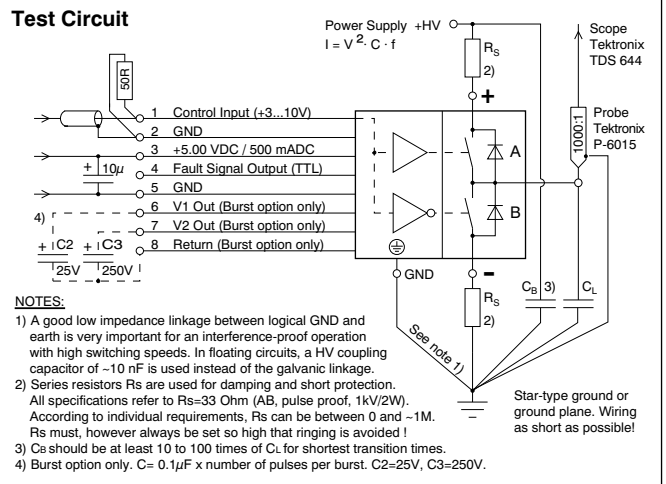 Test Circuit
Power Supply +HV
I = V 2· C · f
RS
2)
Scope
Tektronix
TDS 644
50R
+
1 Control Input (+3...10V)
2 GND
3 +5.00 VDC / 500 mADC
4 Fault Signal Output (TTL)
5 GND
6 V1 Out (Burst option only)
7 V2 Out (Burst option only)
8 Return (Burst option only)
+ 10µ
4)
+ C2
25V
+ C3
250V
A
B
1000:1
Probe
Tektronix
P-6015
GND
–
RS
2)
CB 3)
CL
See note 1)
Star-type ground or
ground plane. Wiring
as short as possible!
NOTES:
1) A good low impedance linkage between logical GND and
earth is very important for an interference-proof operation
with high switching speeds. In floating circuits, a HV coupling
capacitor of ~10 nF is used instead of the galvanic linkage.
2) Series resistors Rs are used for damping and short protection.
All specifications refer to Rs=33 Ohm (AB, pulse proof, 1kV/2W).
According to individual requirements, Rs can be between 0 and ~1M.
Rs must, however always be set so high that ringing is avoided !
3) CB should be at least 10 to 100 times of CL for shortest transition times.
4) Burst option only. C= 0.1µF x number of pulses per burst. C2=25V, C3=250V.